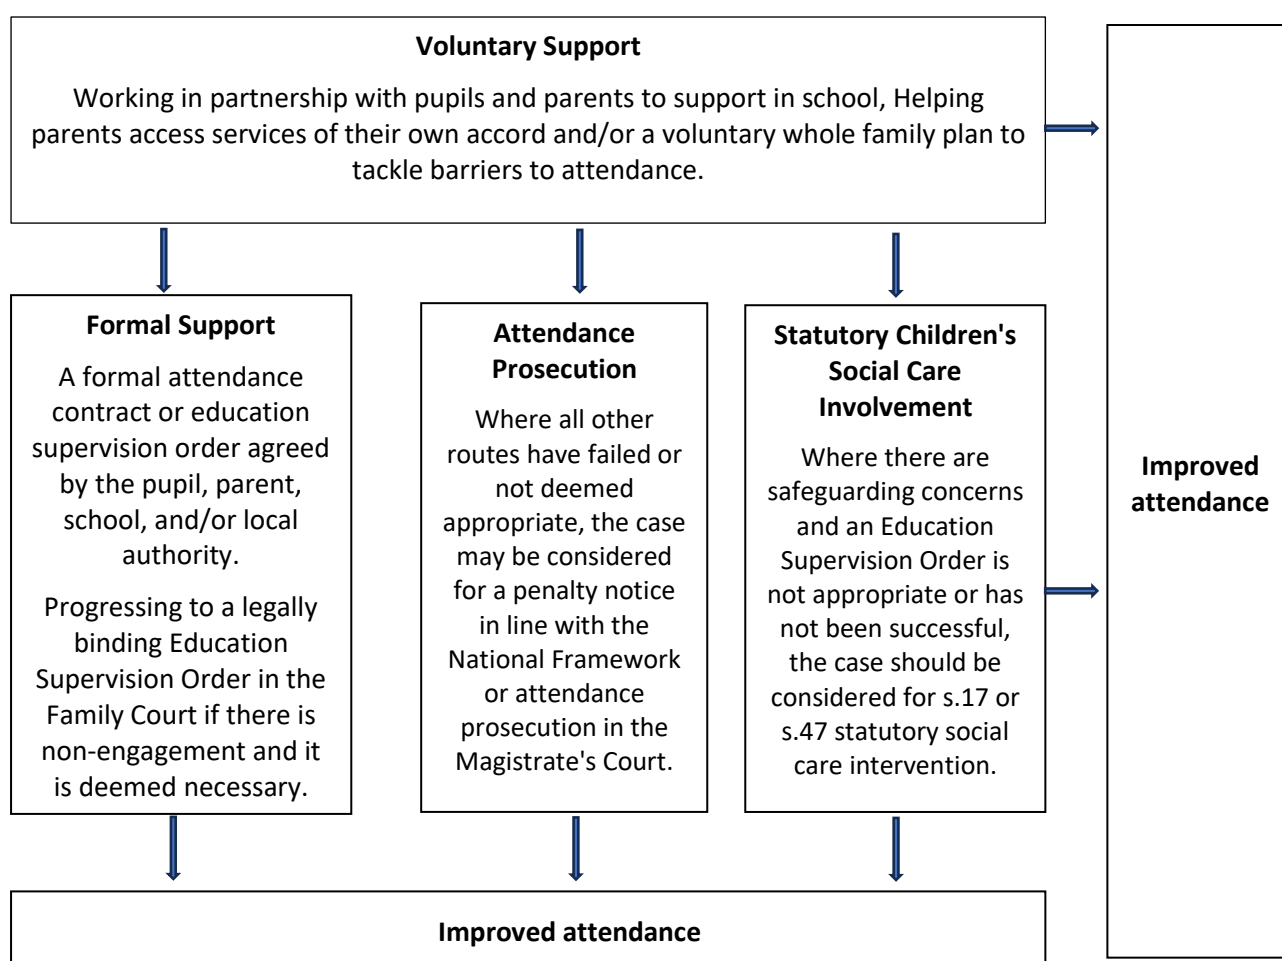 Voluntary Support
Working in partnership with pupils and parents to support in school, Helping
parents access services of their own accord and/or a voluntary whole family plan to
tackle barriers to attendance.
Formal Support
A formal attendance
contract or education
supervision order agreed
by the pupil, parent,
school, and/or local
authority.
Progressing to a legally
binding Education
Supervision Order in the
Family Court if there is
non-engagement and it
is deemed necessary.
Attendance
Prosecution
Where all other
routes have failed or
not deemed
appropriate, the case
may be considered
for a penalty notice
in line with the
National Framework
or attendance
prosecution in the
Magistrate's Court.
Statutory Children's
Social Care
Involvement
Where there are
safeguarding concerns
and an Education
Supervision Order is
not appropriate or has
not been successful,
the case should be
considered for s.17 or
s.47 statutory social
care intervention.
Improved
attendance
Improved attendance